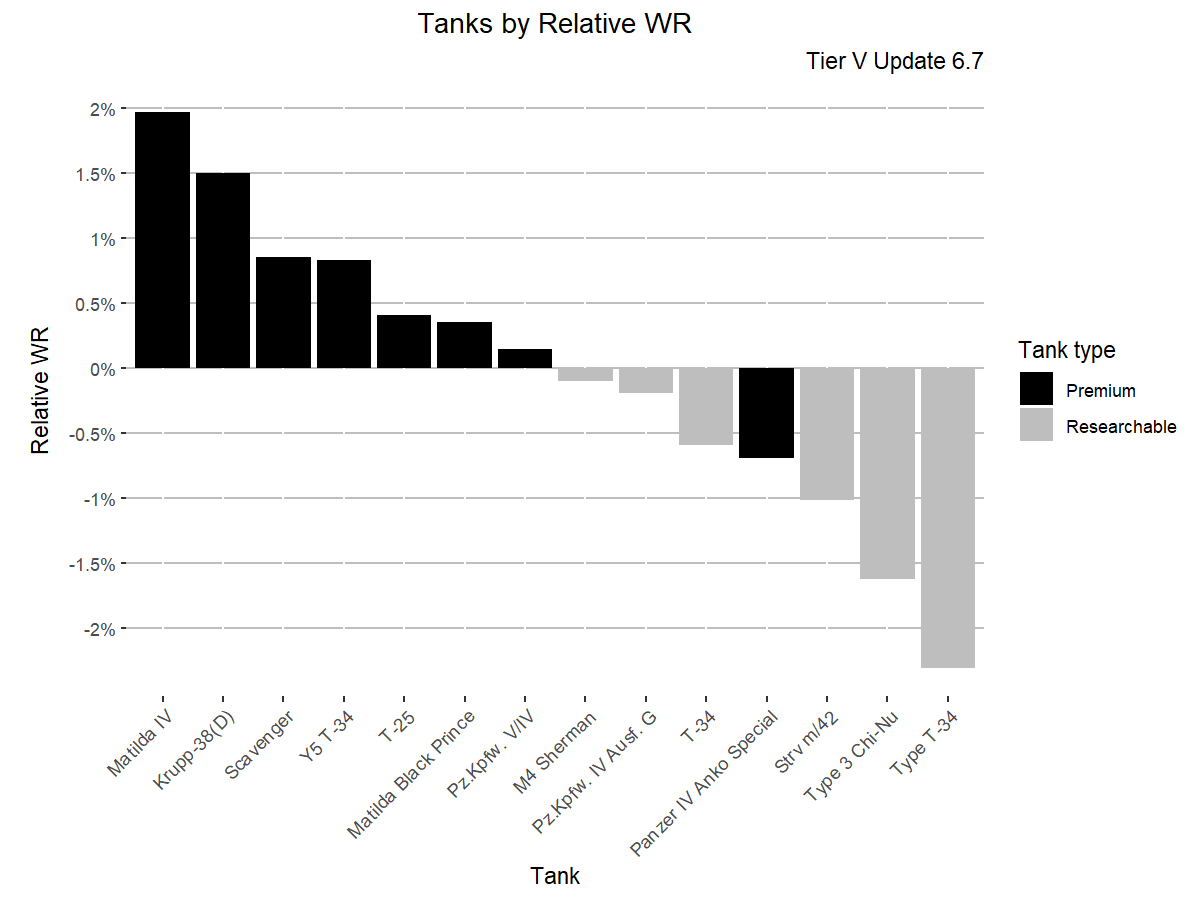 Tanks by Relative WR
Tier V Update 6.7
2%
1.5%
1%
0.5%
0%
-0.5%
-1%
-1.5%
-2%
Relative WR
Matilda IV
Krupp-38(D)
Scavenger
Y5 T-34
T-25
Matilda Black Prince
Pz.Kpfw. V/IV
M4 Sherman
Pz.Kpfw. IV Ausf. G
T-34
Panzer IV Anko Special
Strv m/42
Type 3 Chi-Nu
Type T-34
Tank
Tank type
Premium
Researchable